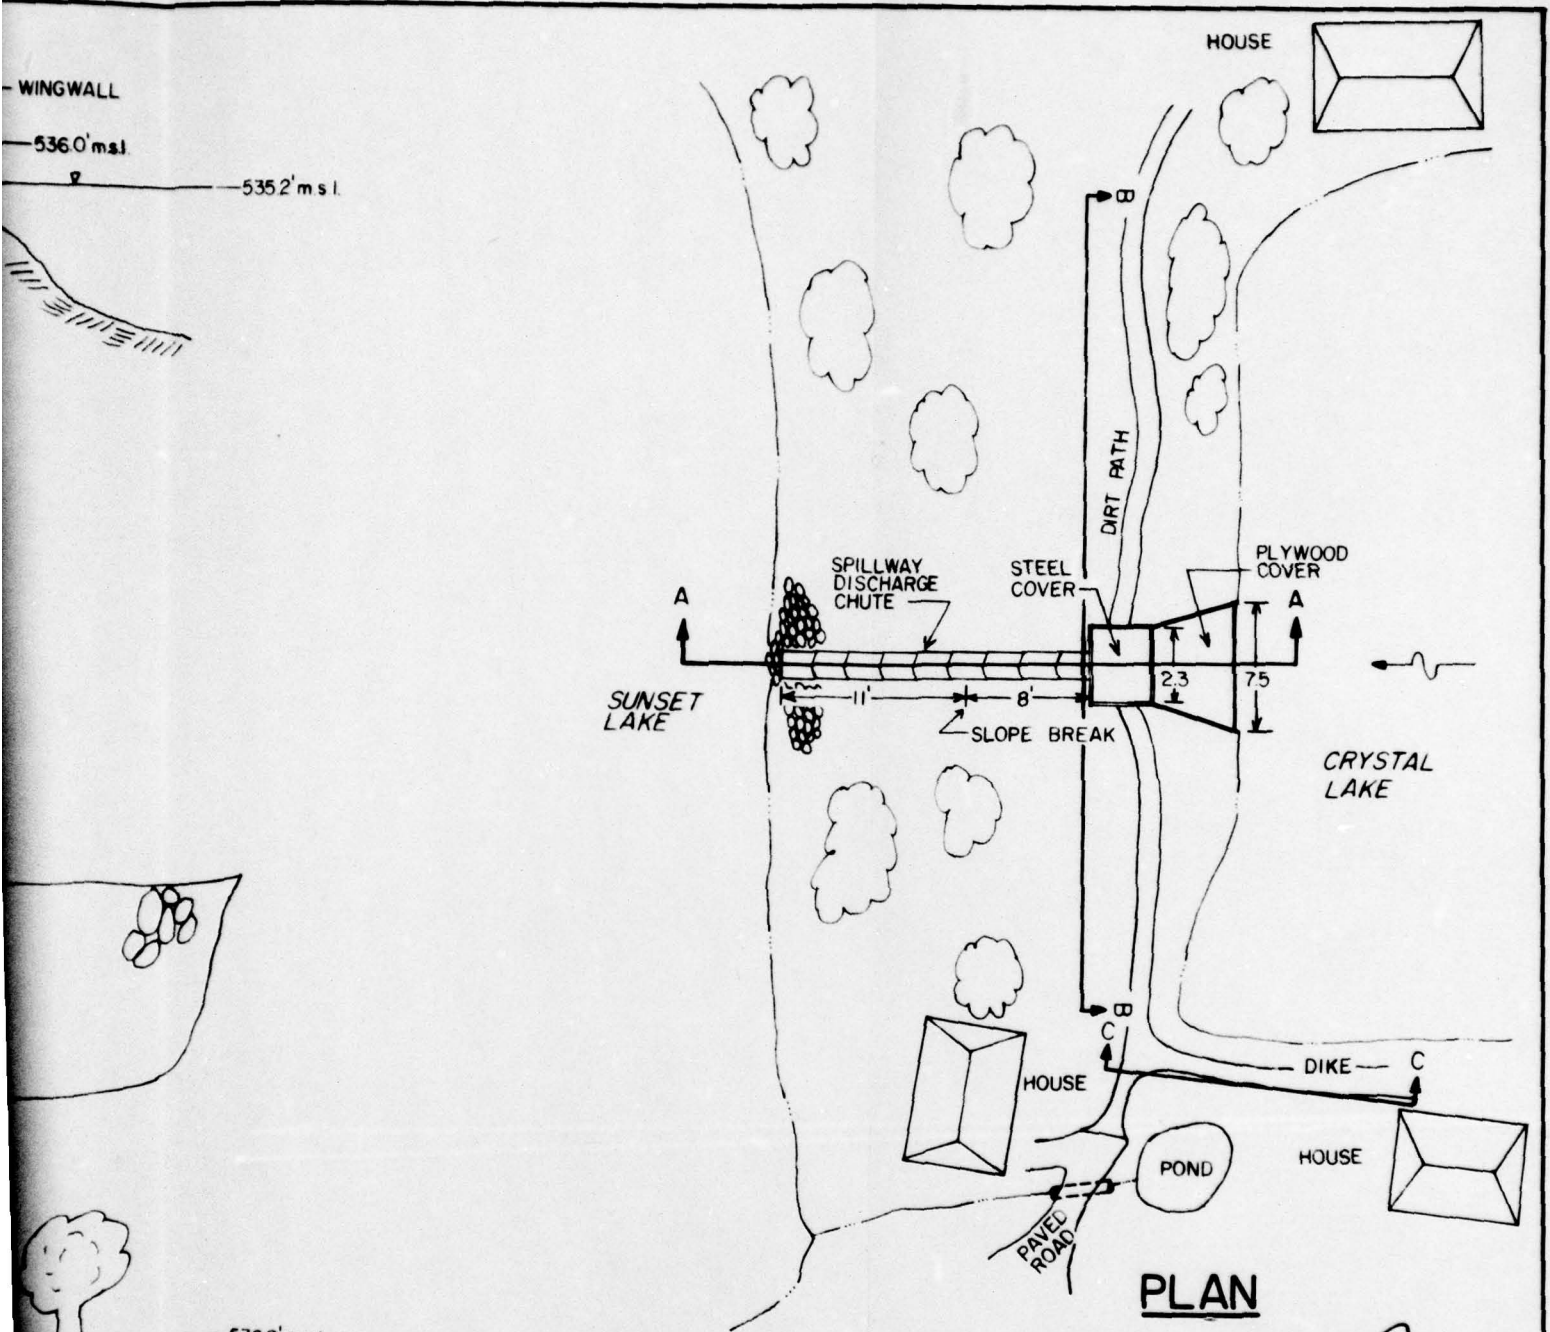 HOUSE
WINGWALL
536.0'm.s.l.
535.2'm.s.l.
B
DIRT PATH
PLYWOOD
COVER
STEEL
COVER
SPILLWAY
DISCHARGE
CHUTE
A
A
2.3
7.5
11'
8'
SLOPE BREAK
SUNSET
LAKE
CRYSTAL
LAKE
B
C
DIKE
C
HOUSE
HOUSE
POND
PAVED
ROAD
PLAN